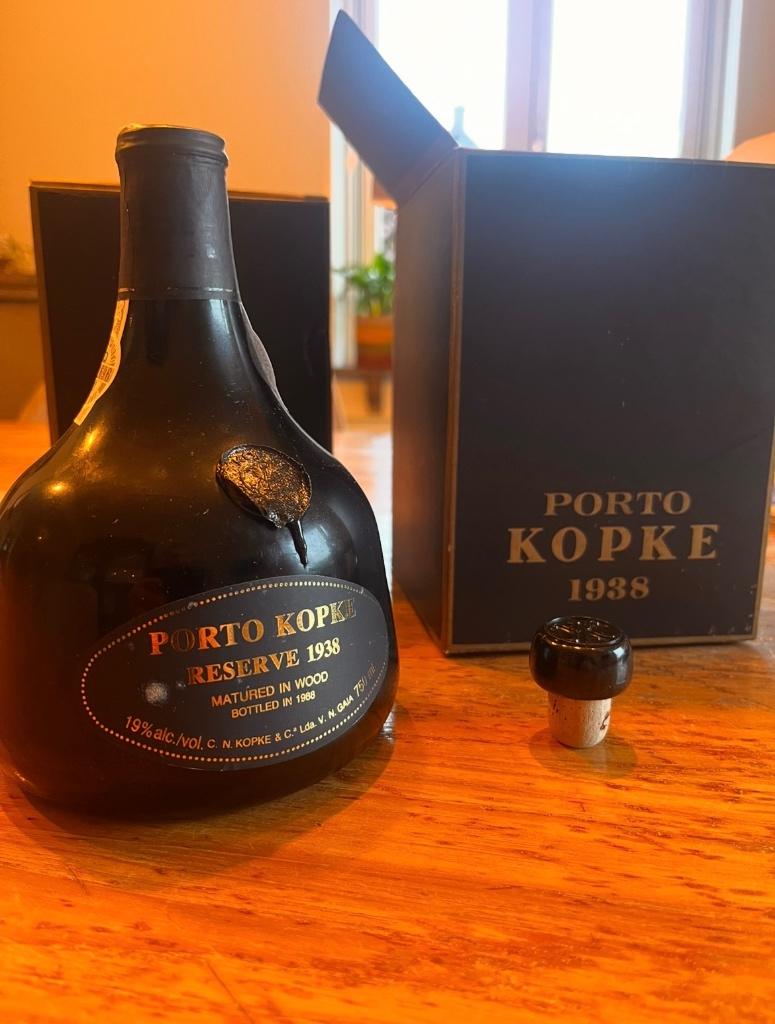 PORTO KOPKE
RESERVE 1938
MATURED IN WOOD
BOTTLED IN 1988
19% alc./vol. C. N. KOPKE & C.ª Lda. V. N. GAIA 750 ml
PORTO
KOPKE
1938